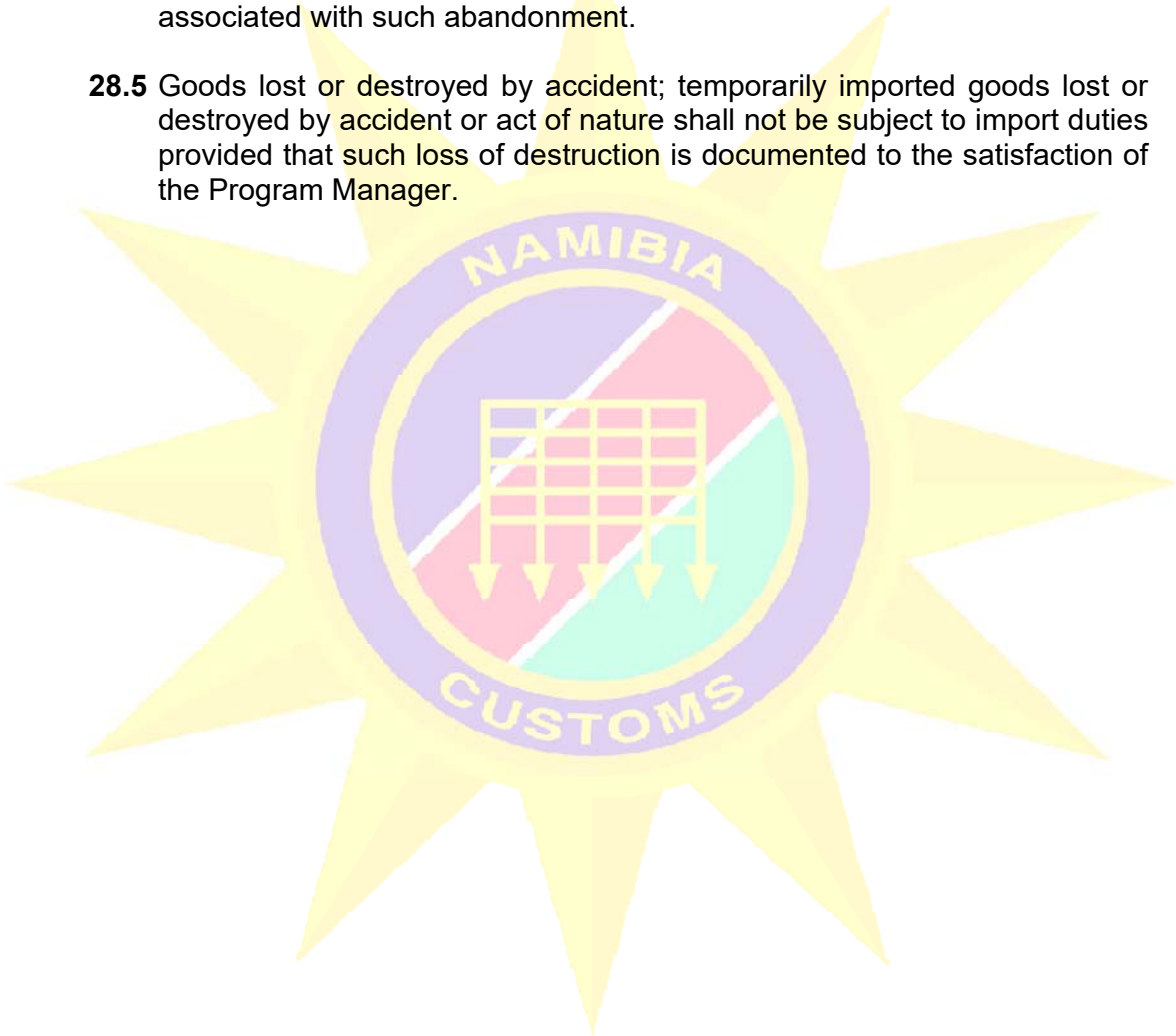 associated with such abandonment.
28.5 Goods lost or destroyed by accident; temporarily imported goods lost or
destroyed by accident or act of nature shall not be subject to import duties
provided that such loss of destruction is documented to the satisfaction of
the Program Manager.
NAMIBIA
CUSTOMS